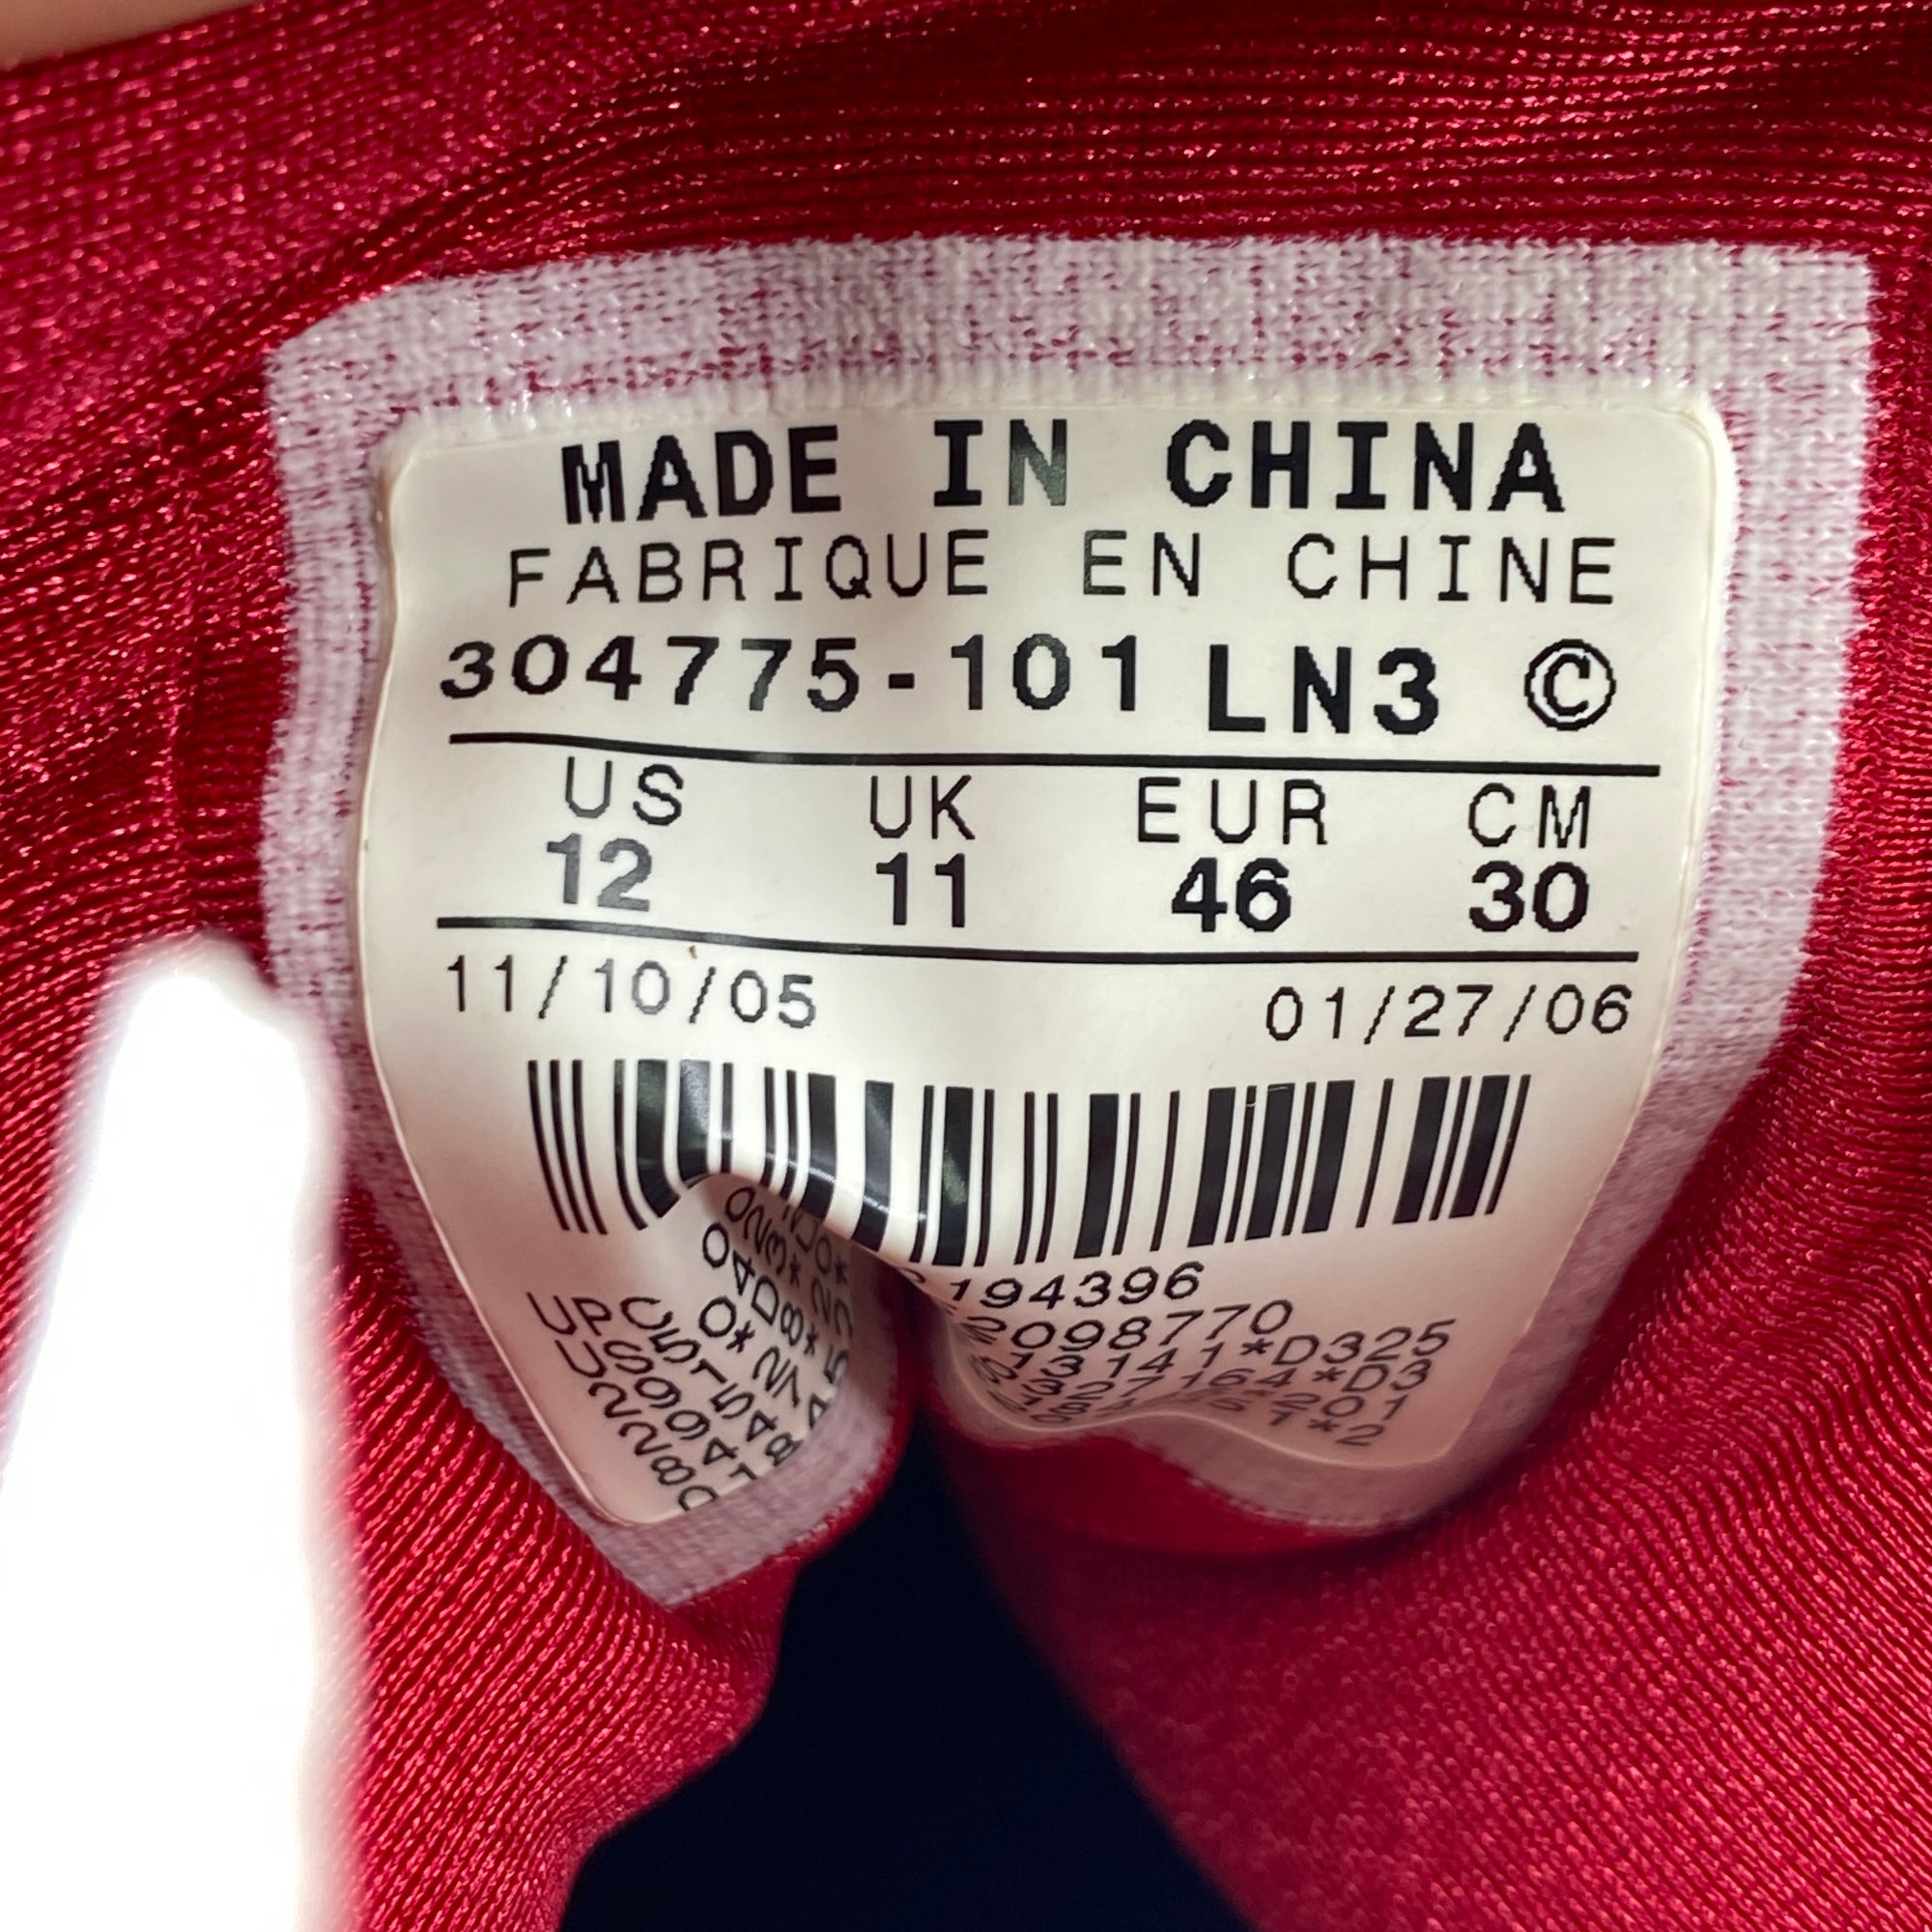 MADE IN CHINA
FABRIQUE EN CHINE
304775-101 LN3 ©
US UK EUR CM
12 11 46 30
11/10/05 01/27/06
194396
2098770
13141*D325